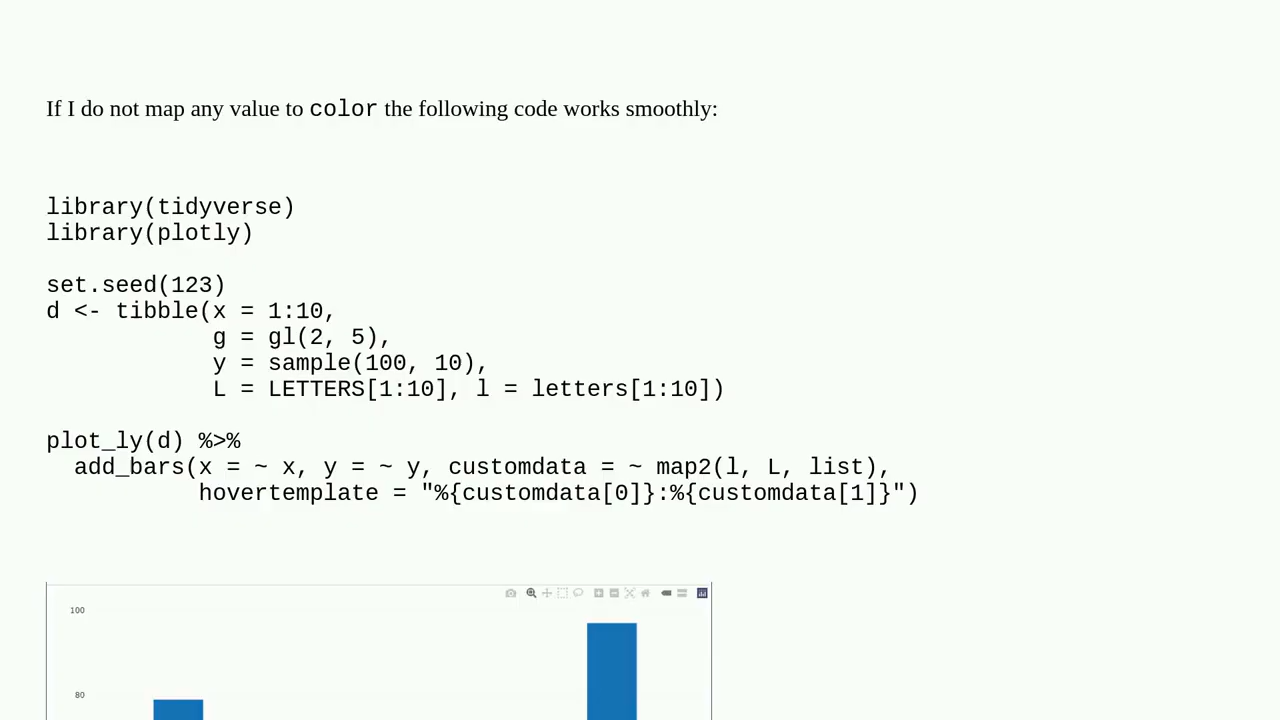 If I do not map any value to color the following code works smoothly:
library(tidyverse)
library(plotly)
set.seed(123)
d <- tibble(x = 1:10,
            g = gl(2, 5),
            y = sample(100, 10),
            L = LETTERS[1:10], l = letters[1:10])
plot_ly(d) %>%
  add_bars(x = ~ x, y = ~ y, customdata = ~ map2(l, L, list),
           hovertemplate = "%{customdata[0]}:%{customdata[1]}")
100
80